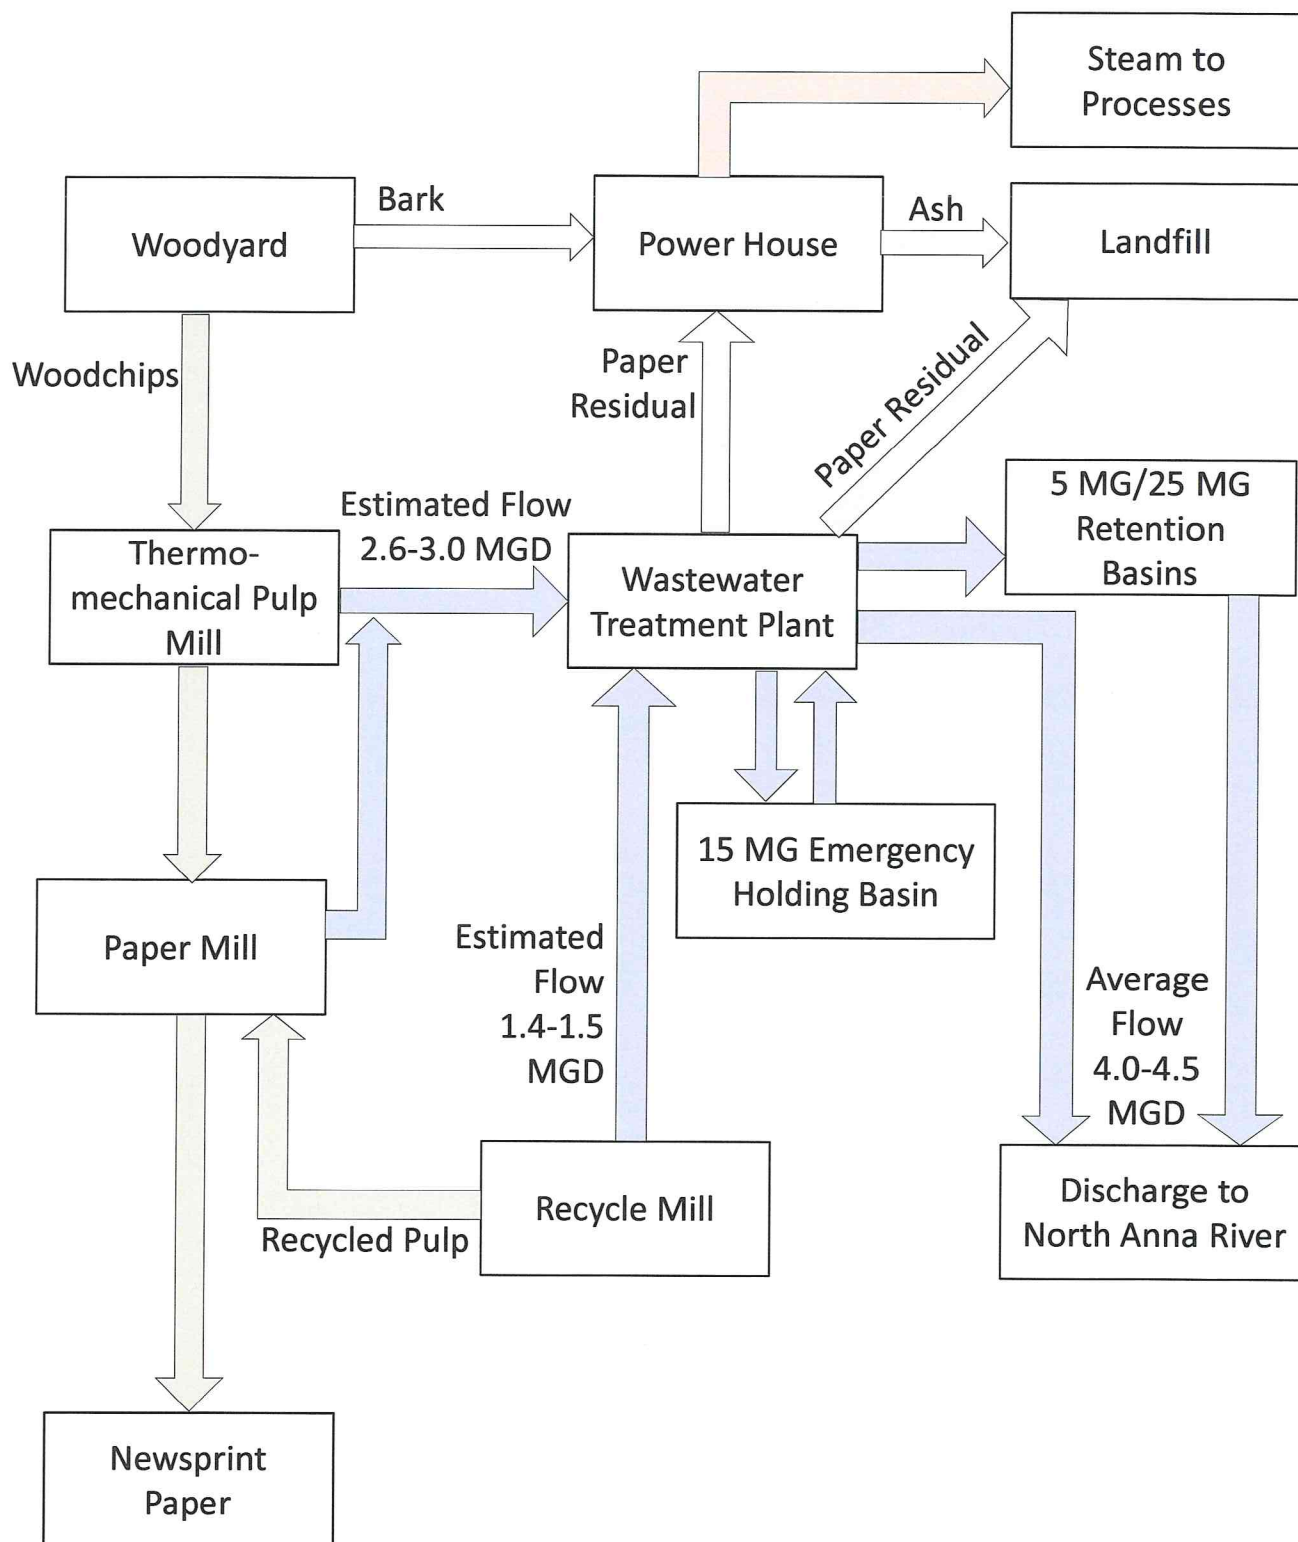 Steam to
Processes
Woodyard
Bark
Power House
Ash
Landfill
Woodchips
Paper
Residual
Paper Residual
Estimated Flow
2.6-3.0 MGD
5 MG/25 MG
Retention
Basins
Thermo-
mechanical Pulp
Mill
Wastewater
Treatment Plant
15 MG Emergency
Holding Basin
Paper Mill
Estimated
Flow
1.4-1.5
MGD
Average
Flow
4.0-4.5
MGD
Recycled Pulp
Recycle Mill
Discharge to
North Anna River
Newsprint
Paper